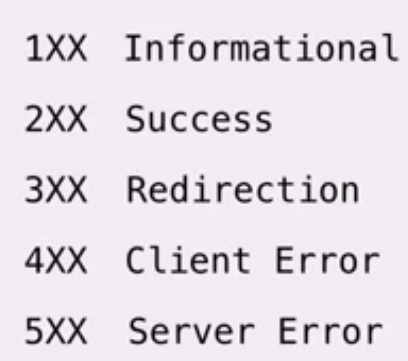 1XX Informational
2XX Success
3XX Redirection
4XX Client Error
5XX Server Error